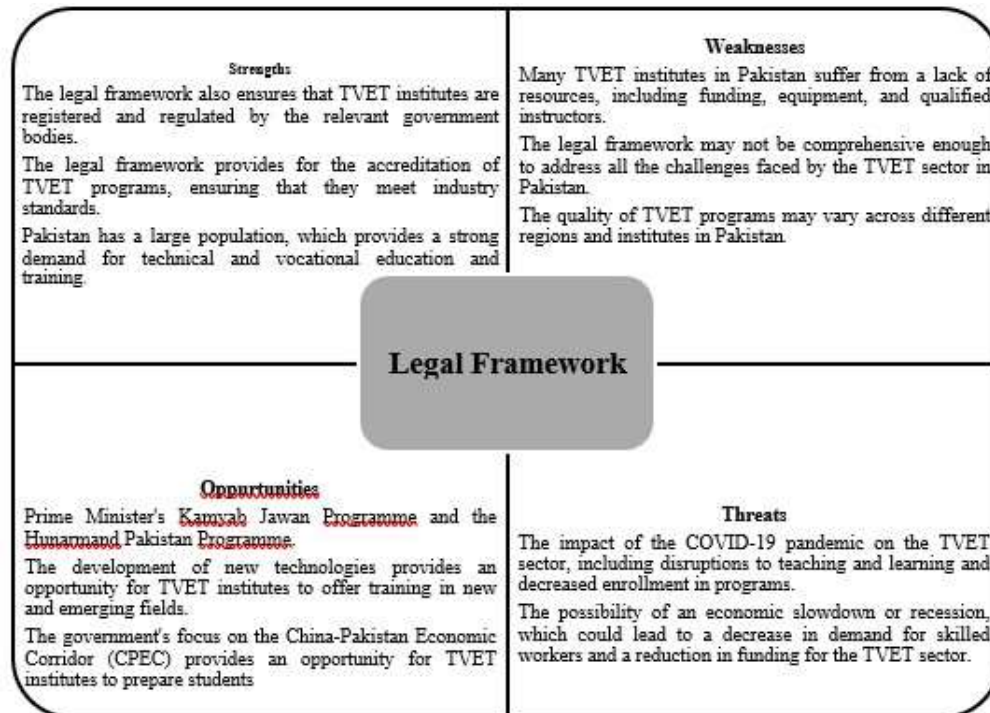 Strengths
The legal framework also ensures that TVET institutes are
registered and regulated by the relevant government
bodies.
The legal framework provides for the accreditation of
TVET programs, ensuring that they meet industry
standards.
Pakistan has a large population, which provides a strong
demand for technical and vocational education and
training.
Weaknesses
Many TVET institutes in Pakistan suffer from a lack of
resources, including funding, equipment, and qualified
instructors.
The legal framework may not be comprehensive enough
to address all the challenges faced by the TVET sector in
Pakistan.
The quality of TVET programs may vary across different
regions and institutes in Pakistan
Legal Framework
Oppurtunities
Prime Minister's Kamyab Jawan Programme and the
Hunarmand Pakistan Programme.
The development of new technologies provides an
opportunity for TVET institutes to offer training in new
and emerging fields.
The government's focus on the China-Pakistan Economic
Corridor (CPEC) provides an opportunity for TVET
institutes to prepare students
Threats
The impact of the COVID-19 pandemic on the TVET
sector, including disruptions to teaching and learning and
decreased enrollment in programs.
The possibility of an economic slowdown or recession,
which could lead to a decrease in demand for skilled
workers and a reduction in funding for the TVET sector.